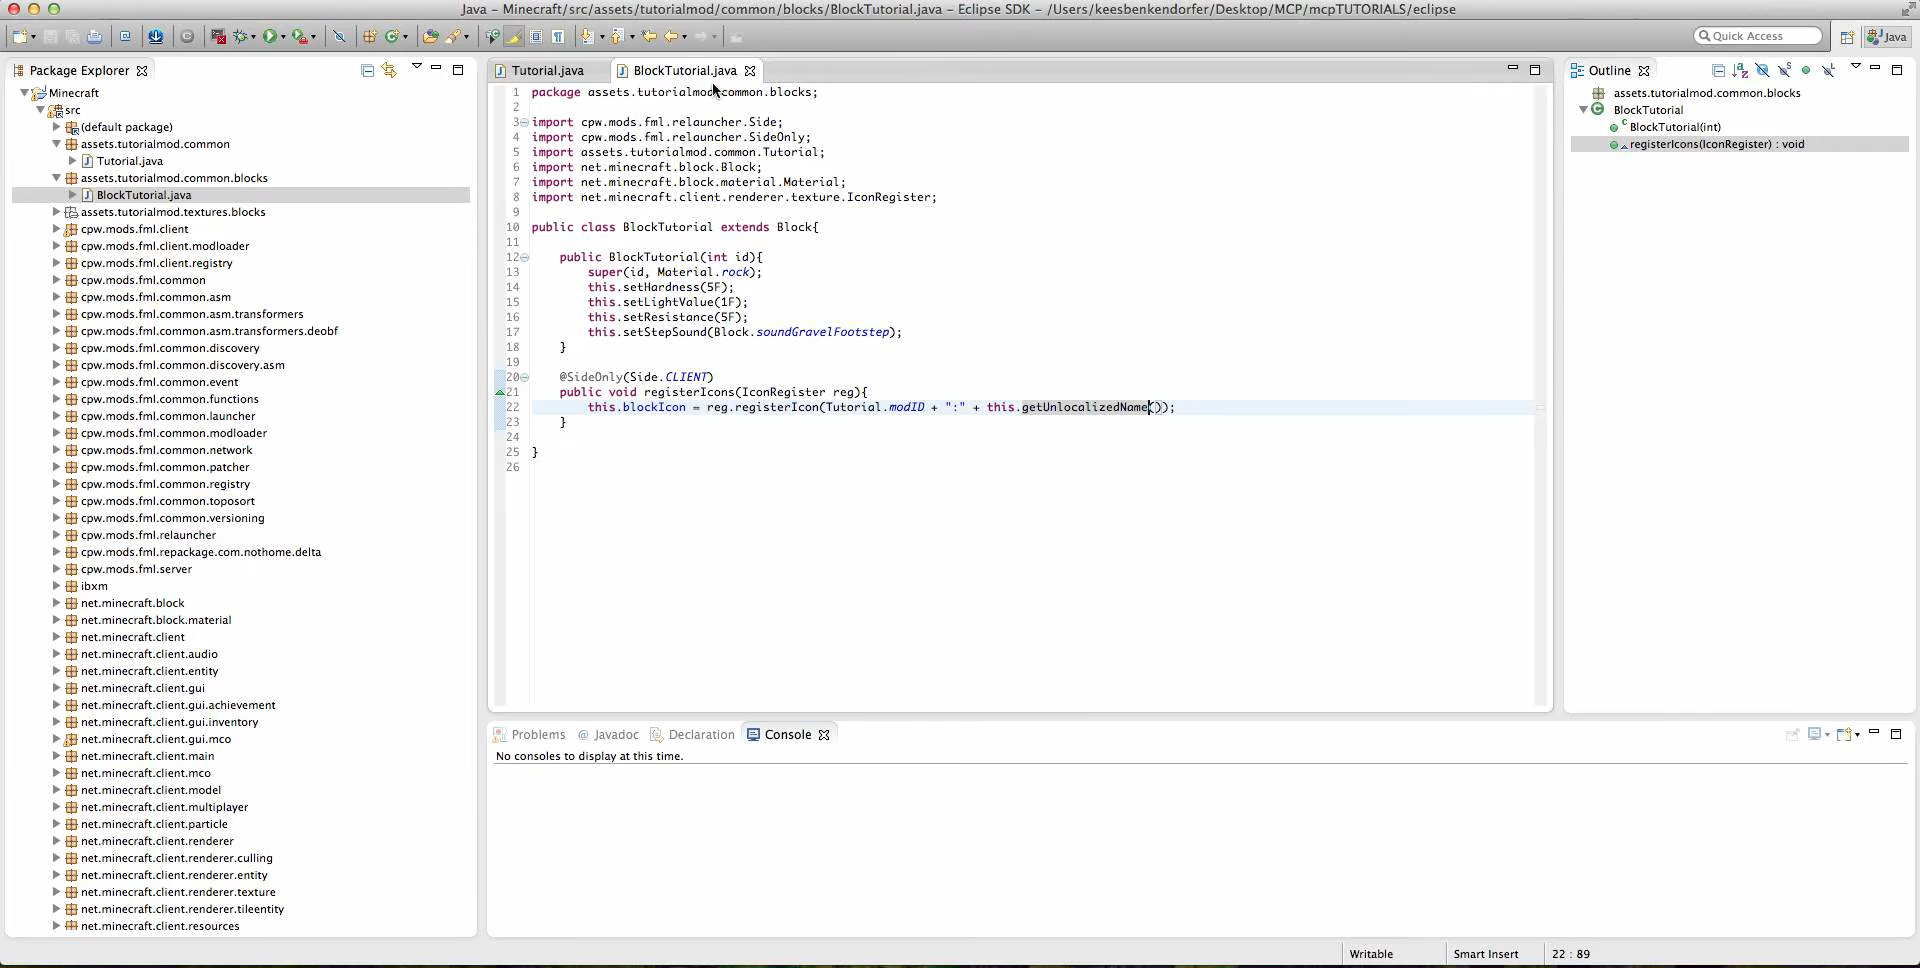 Java – Minecraft/src/assets/tutorialmod/common/blocks/BlockTutorial.java – Eclipse SDK – /Users/keesbenkendorfer/Desktop/MCP/mcpTUTORIALS/eclipse
Quick Access
Java
Package Explorer
Minecraft
src
(default package)
assets.tutorialmod.common
Tutorial.java
assets.tutorialmod.common.blocks
BlockTutorial.java
assets.tutorialmod.textures.blocks
cpw.mods.fml.client
cpw.mods.fml.client.modloader
cpw.mods.fml.client.registry
cpw.mods.fml.common
cpw.mods.fml.common.asm
cpw.mods.fml.common.asm.transformers
cpw.mods.fml.common.asm.transformers.deobf
cpw.mods.fml.common.discovery
cpw.mods.fml.common.discovery.asm
cpw.mods.fml.common.event
cpw.mods.fml.common.functions
cpw.mods.fml.common.launcher
cpw.mods.fml.common.modloader
cpw.mods.fml.common.network
cpw.mods.fml.common.patcher
cpw.mods.fml.common.registry
cpw.mods.fml.common.toposort
cpw.mods.fml.common.versioning
cpw.mods.fml.relauncher
cpw.mods.fml.repackage.com.nothome.delta
cpw.mods.fml.server
ibxm
net.minecraft.block
net.minecraft.block.material
net.minecraft.client
net.minecraft.client.audio
net.minecraft.client.entity
net.minecraft.client.gui
net.minecraft.client.gui.achievement
net.minecraft.client.gui.inventory
net.minecraft.client.gui.mco
net.minecraft.client.main
net.minecraft.client.mco
net.minecraft.client.model
net.minecraft.client.multiplayer
net.minecraft.client.particle
net.minecraft.client.renderer
net.minecraft.client.renderer.culling
net.minecraft.client.renderer.entity
net.minecraft.client.renderer.texture
net.minecraft.client.renderer.tileentity
net.minecraft.client.resources
Tutorial.java
BlockTutorial.java
1 package assets.tutorialmod.common.blocks;
2
3 import cpw.mods.fml.relauncher.Side;
4 import cpw.mods.fml.relauncher.SideOnly;
5 import assets.tutorialmod.common.Tutorial;
6 import net.minecraft.block.Block;
7 import net.minecraft.block.material.Material;
8 import net.minecraft.client.renderer.texture.IconRegister;
9
10 public class BlockTutorial extends Block{
11
12 public BlockTutorial(int id){
13 super(id, Material.rock);
14 this.setHardness(5F);
15 this.setLightValue(1F);
16 this.setResistance(5F);
17 this.setStepSound(Block.soundGravelFootstep);
18 }
19
20 @SideOnly(Side.CLIENT)
21 public void registerIcons(IconRegister reg){
22 this.blockIcon = reg.registerIcon(Tutorial.modID + ":" + this.getUnlocalizedName());
23 }
24
25 }
26
Outline
assets.tutorialmod.common.blocks
BlockTutorial
BlockTutorial(int)
registerIcons(IconRegister) : void
Problems
Javadoc
Declaration
Console
No consoles to display at this time.
Writable
Smart Insert
22 : 89